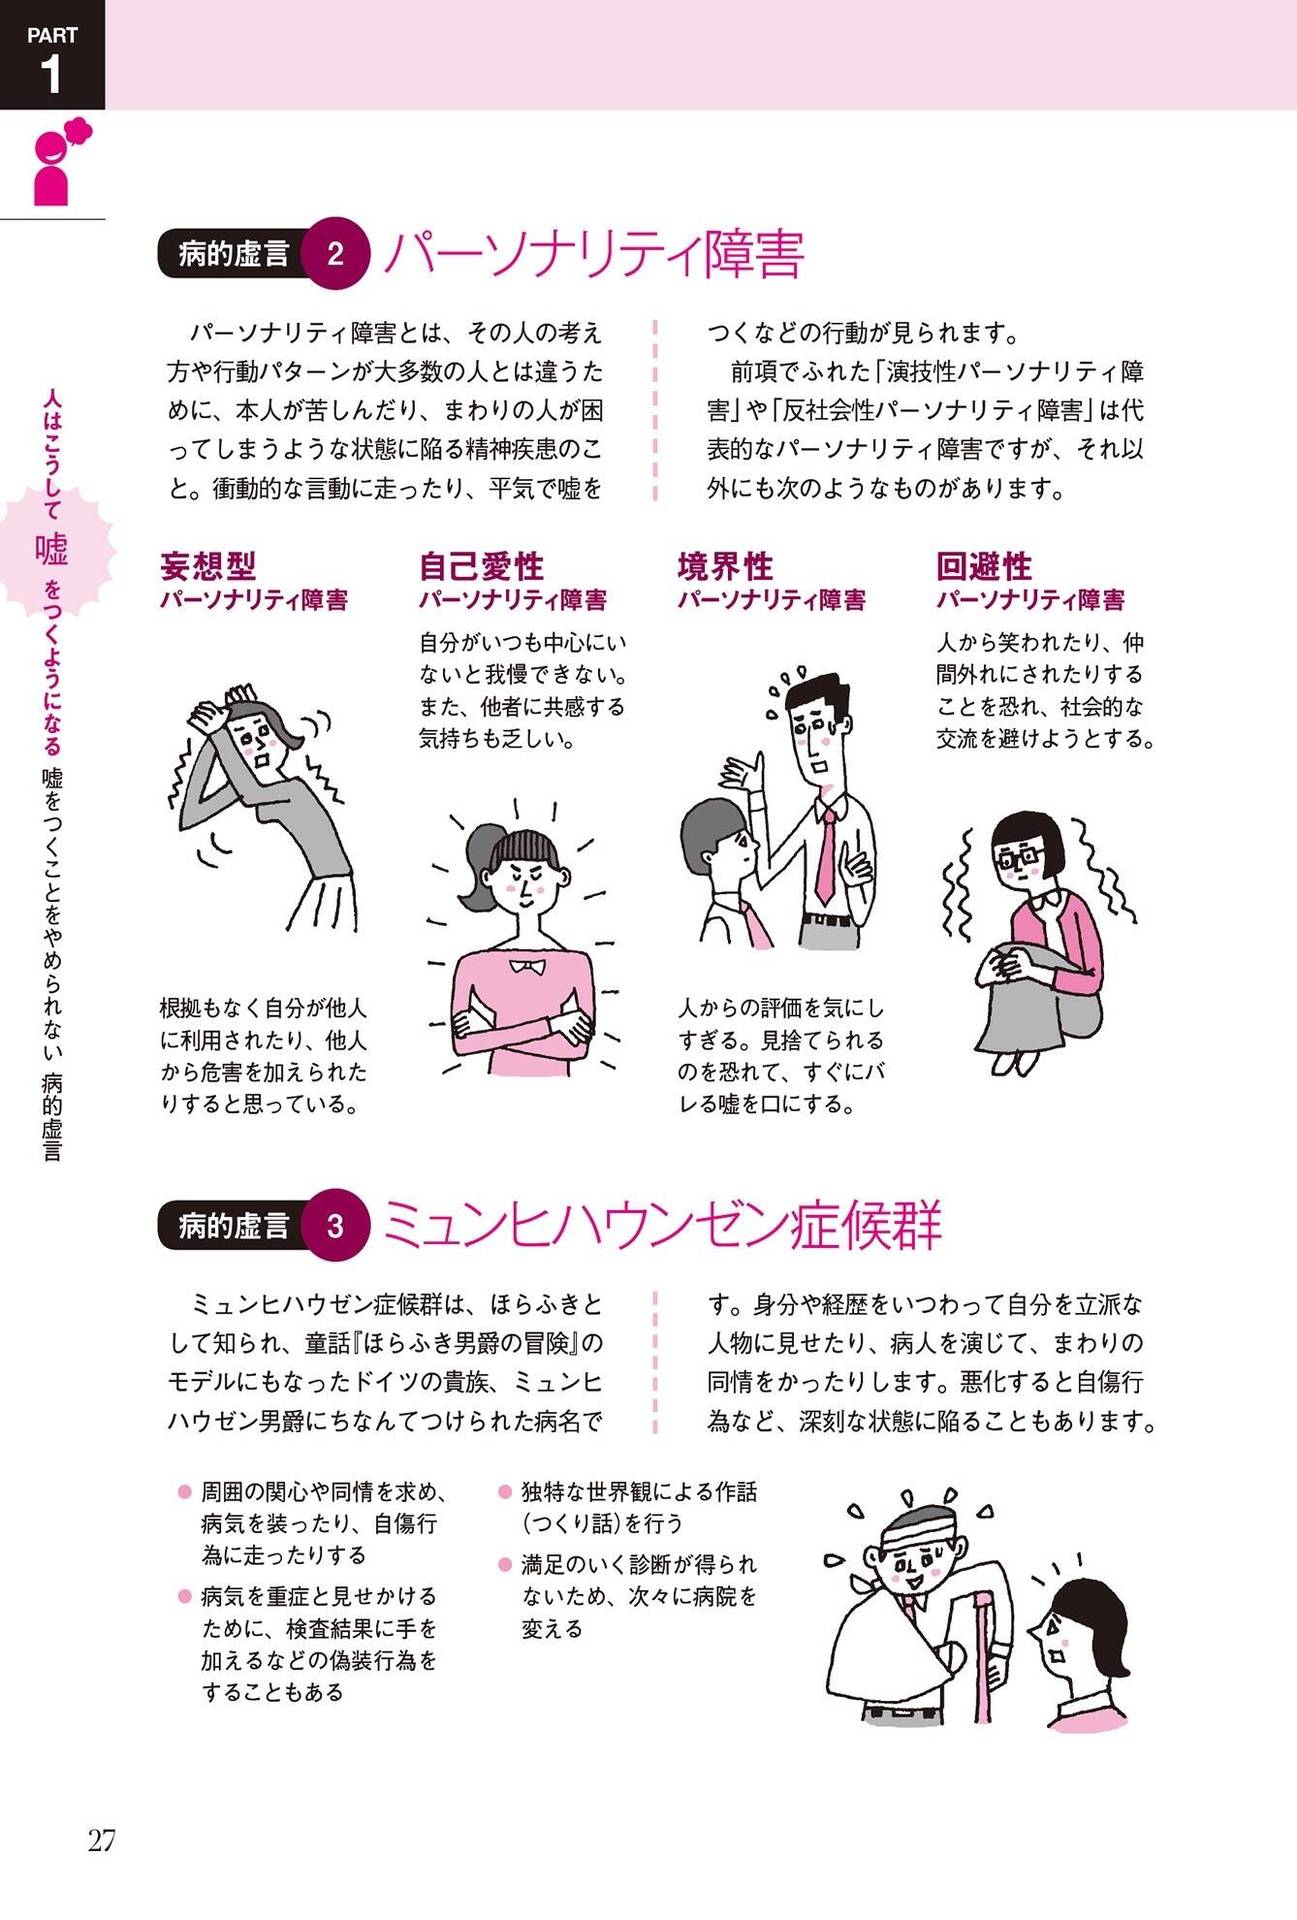 PART
1
人はこうして嘘をつくようになる 嘘をつくことをやめられない 病的虚言
病的虚言 2 パーソナリティ障害
パーソナリティ障害とは、その人の考え
方や行動パターンが大多数の人とは違うた
めに、本人が苦しんだり、まわりの人が困
ってしまうような状態に陥る精神疾患のこ
と。衝動的な言動に走ったり、平気で嘘を
つくなどの行動が見られます。
前項でふれた「演技性パーソナリティ障
害」や「反社会性パーソナリティ障害」は代
表的なパーソナリティ障害ですが、それ以
外にも次のようなものがあります。
妄想型
パーソナリティ障害
根拠もなく自分が他人
に利用されたり、他人
から危害を加えられた
りすると思っている。
自己愛性
パーソナリティ障害
自分がいつも中心にい
ないと我慢できない。
また、他者に共感する
気持ちも乏しい。
境界性
パーソナリティ障害
人からの評価を気にし
すぎる。見捨てられる
のを恐れて、すぐにバ
レる嘘を口にする。
回避性
パーソナリティ障害
人から笑われたり、仲
間外れにされたりする
ことを恐れ、社会的な
交流を避けようとする。
病的虚言 3 ミュンヒハウンゼン症候群
ミュンヒハウゼン症候群は、ほらふきと
して知られ、童話『ほらふき男爵の冒険』の
モデルにもなったドイツの貴族、ミュンヒ
ハウゼン男爵にちなんてつけられた病名で
す。身分や経歴をいつわって自分を立派な
人物に見せたり、病人を演じて、まわりの
同情をかったりします。悪化すると自傷行
為など、深刻な状態に陥ることもあります。
● 周囲の関心や同情を求め、
病気を装ったり、自傷行
為に走ったりする
● 病気を重症と見せかける
ために、検査結果に手を
加えるなどの偽装行為を
することもある
● 独特な世界観による作話
（つくり話）を行う
● 満足のいく診断が得られ
ないため、次々に病院を
変える
27